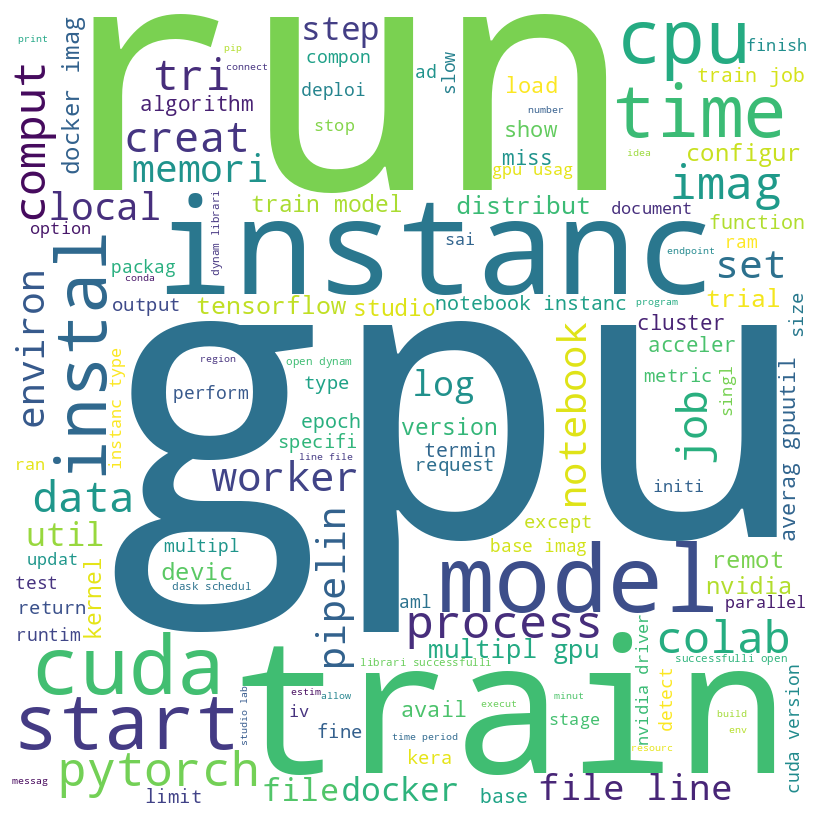 run
step
cpu
print
pip
connect
docker imag
tri
compon
ad
slow
finish
train job
algorithm
deploi
load
number
time
comput
creat
stop
show
idea
configur
memori
miss
gpu usag
imag
local
dynam librari
train model
distribut
document
function
option
instanc
sai
endpoint
ram
set
instal
packag
conda
environ
output
tensorflow
studio
notebook instanc
program
trial
size
cluster
acceler
region
open dynam
gpu
log
type
perform
metric
singl
instanc type
epoch
version
notebook
job
averag gpuutil
specifi
termin
request
line file
ran
worker
data
initi
util
except
pipelin
multipl
base imag
updat
devic
remot
kernel
model
nvidia
test
dask schedul
return
aml
parallel
runtim
process
colab
cuda
multipl gpu
train
librari successfulli
nvidia driver
successfulli open
detect
cuda version
start
studio lab
estim
allow
execut
minut
iv
avail
stage
build
env
fine
time period
kera
resourc
pytorch
messag
limit
file
docker
base
file line